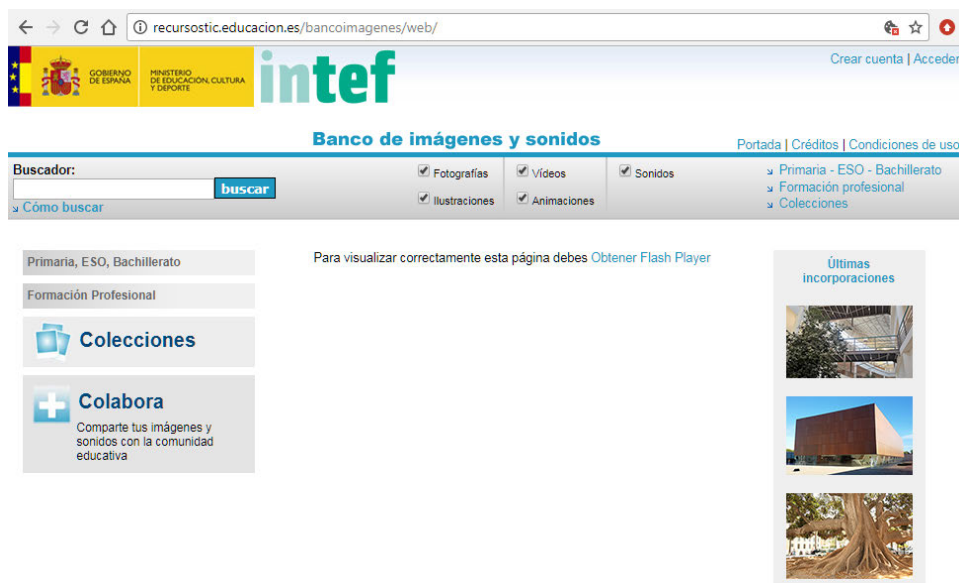 recursostic.educacion.es/bancoimagenes/web/
GOBIERNO
DE ESPAÑA
MINISTERIO
DE EDUCACIÓN, CULTURA
Y DEPORTE
intef
Crear cuenta | Acceder
Banco de imágenes y sonidos
Portada | Créditos | Condiciones de uso
Buscador:
buscar
Cómo buscar
Fotografías
Vídeos
Sonidos
Ilustraciones
Animaciones
Primaria - ESO - Bachillerato
Formación profesional
Colecciones
Primaria, ESO, Bachillerato
Formación Profesional
Colecciones
Colabora
Comparte tus imágenes y
sonidos con la comunidad
educativa
Para visualizar correctamente esta página debes Obtener Flash Player
Últimas
incorporaciones